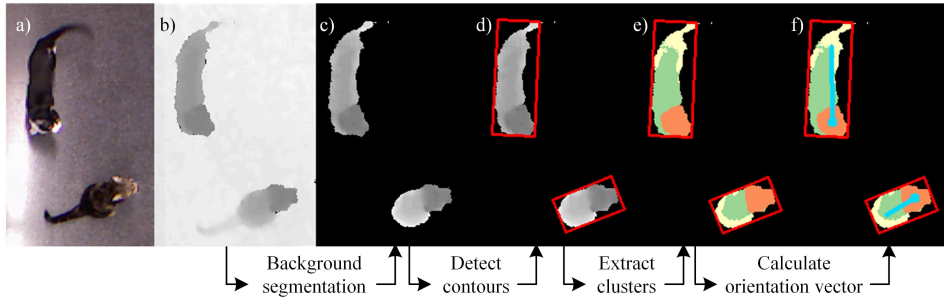 a) b) c) d) e) f)
Background segmentation
Detect contours
Extract clusters
Calculate orientation vector